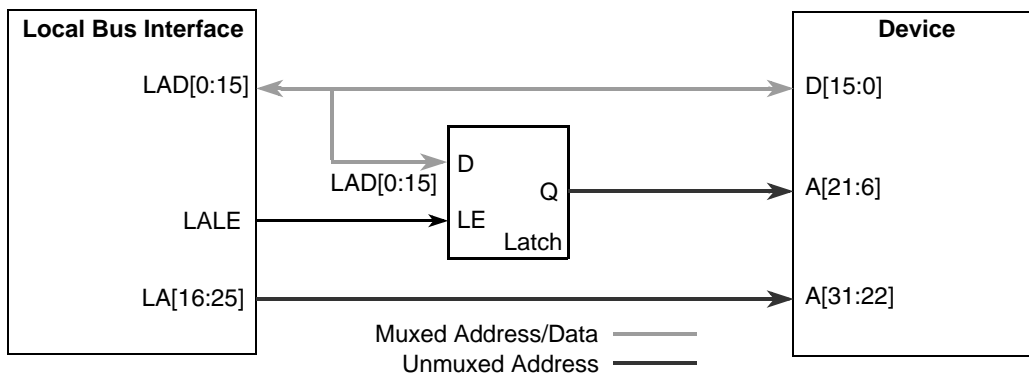 Local Bus Interface
Device
LAD[0:15]
D[15:0]
D
LAD[0:15]
Q
A[21:6]
LALE
LE
Latch
LA[16:25]
A[31:22]
Muxed Address/Data
Unmuxed Address